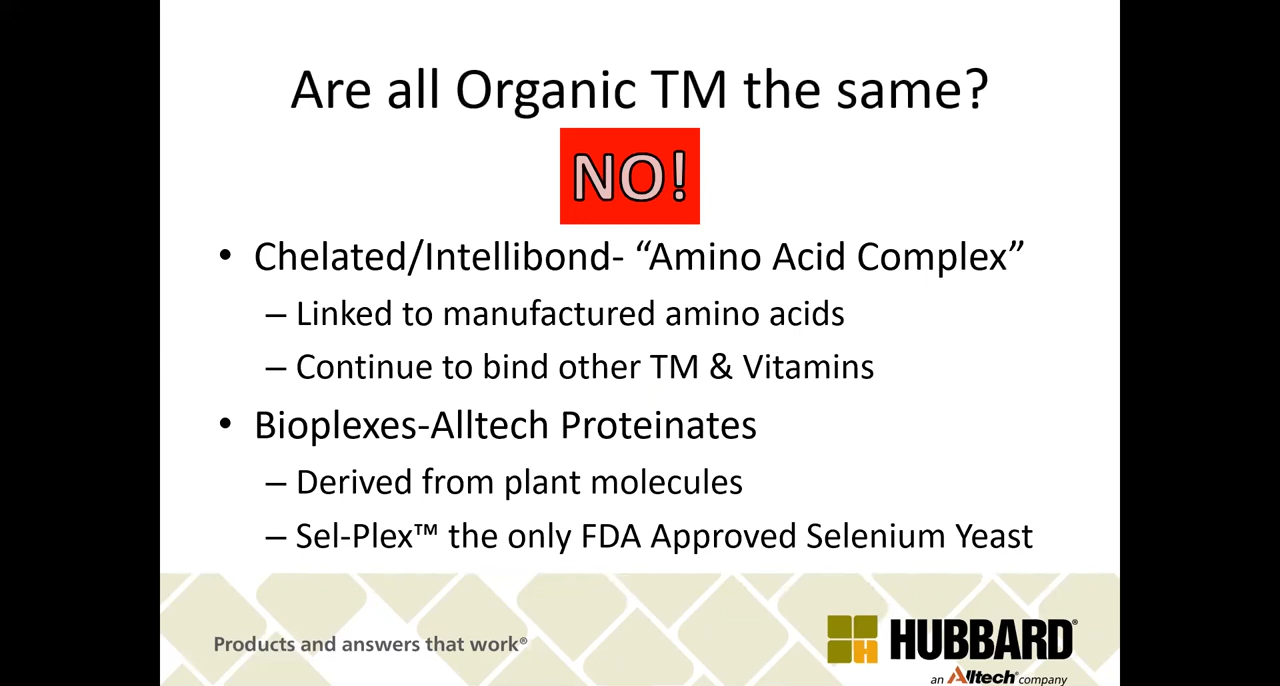 Are all Organic TM the same?
NO!
• Chelated/Intellibond- “Amino Acid Complex”
– Linked to manufactured amino acids
– Continue to bind other TM & Vitamins
• Bioplexes-Alltech Proteinates
– Derived from plant molecules
– Sel-Plex™ the only FDA Approved Selenium Yeast
Products and answers that work®
HUBBARD®
an Alltech® company